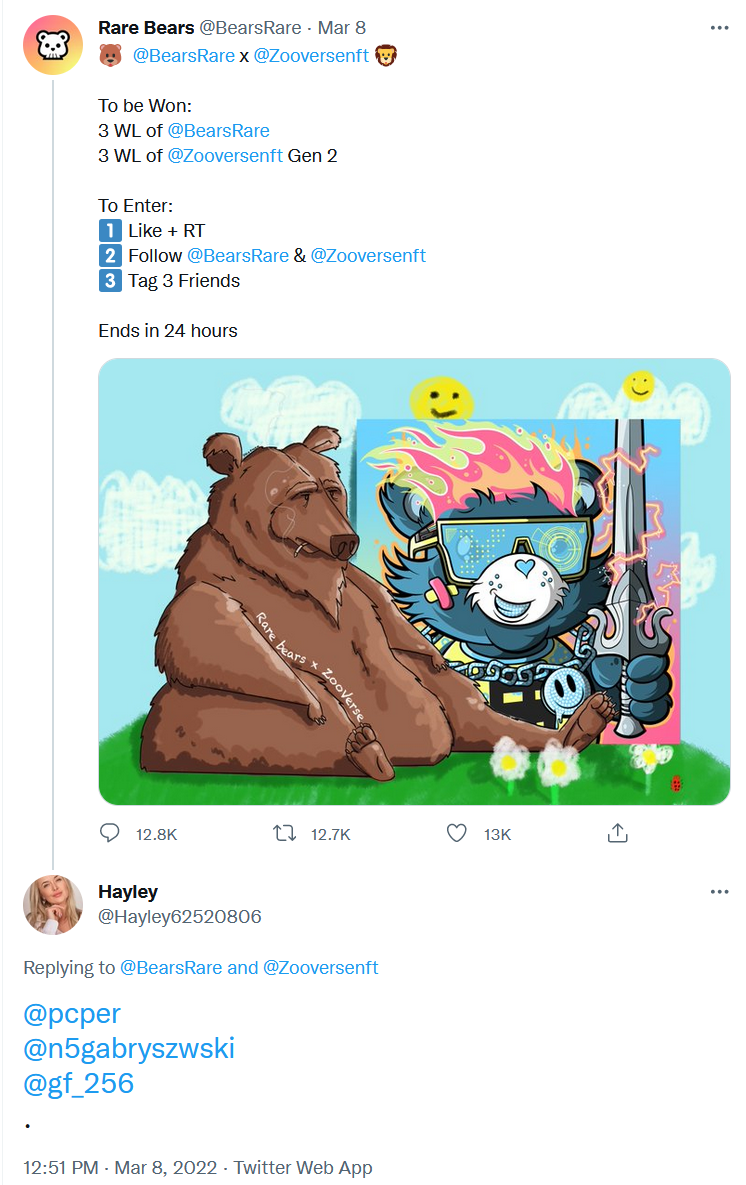 Rare Bears @BearsRare · Mar 8
🐻 @BearsRare x @Zooversenft 🦁
To be Won:
3 WL of @BearsRare
3 WL of @Zooversenft Gen 2
To Enter:
1️⃣ Like + RT
2️⃣ Follow @BearsRare & @Zooversenft
3️⃣ Tag 3 Friends
Ends in 24 hours
Rare bears x Zooverse
12.8K 12.7K 13K
Hayley
@Hayley62520806
Replying to @BearsRare and @Zooversenft
@pcper
@n5gabryszwski
@gf_256
.
12:51 PM · Mar 8, 2022 · Twitter Web App